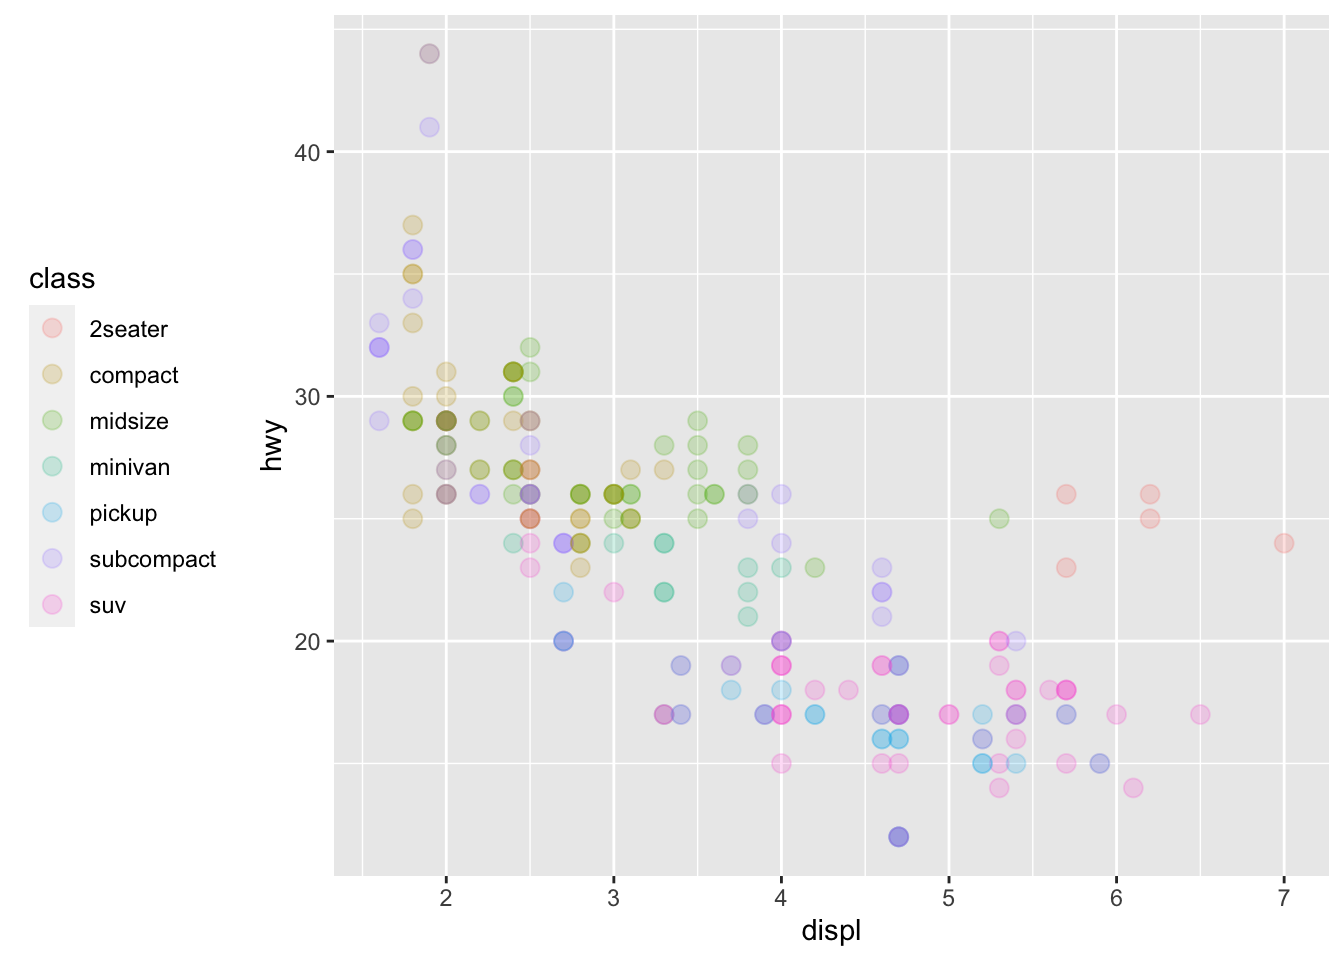 class
2seater
compact
midsize
minivan
pickup
subcompact
suv
hwy
40
30
20
2 3 4 5 6 7
displ